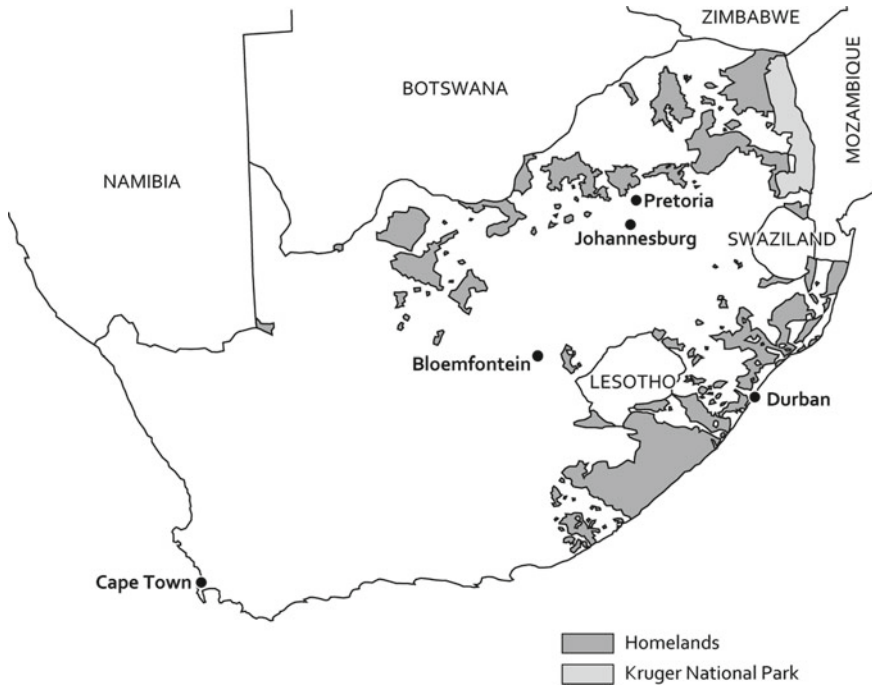 ZIMBABWE
BOTSWANA
MOZAMBIQUE
NAMIBIA
Pretoria
Johannesburg
SWAZILAND
Bloemfontein
LESOTHO
Durban
Cape Town
Homelands
Kruger National Park